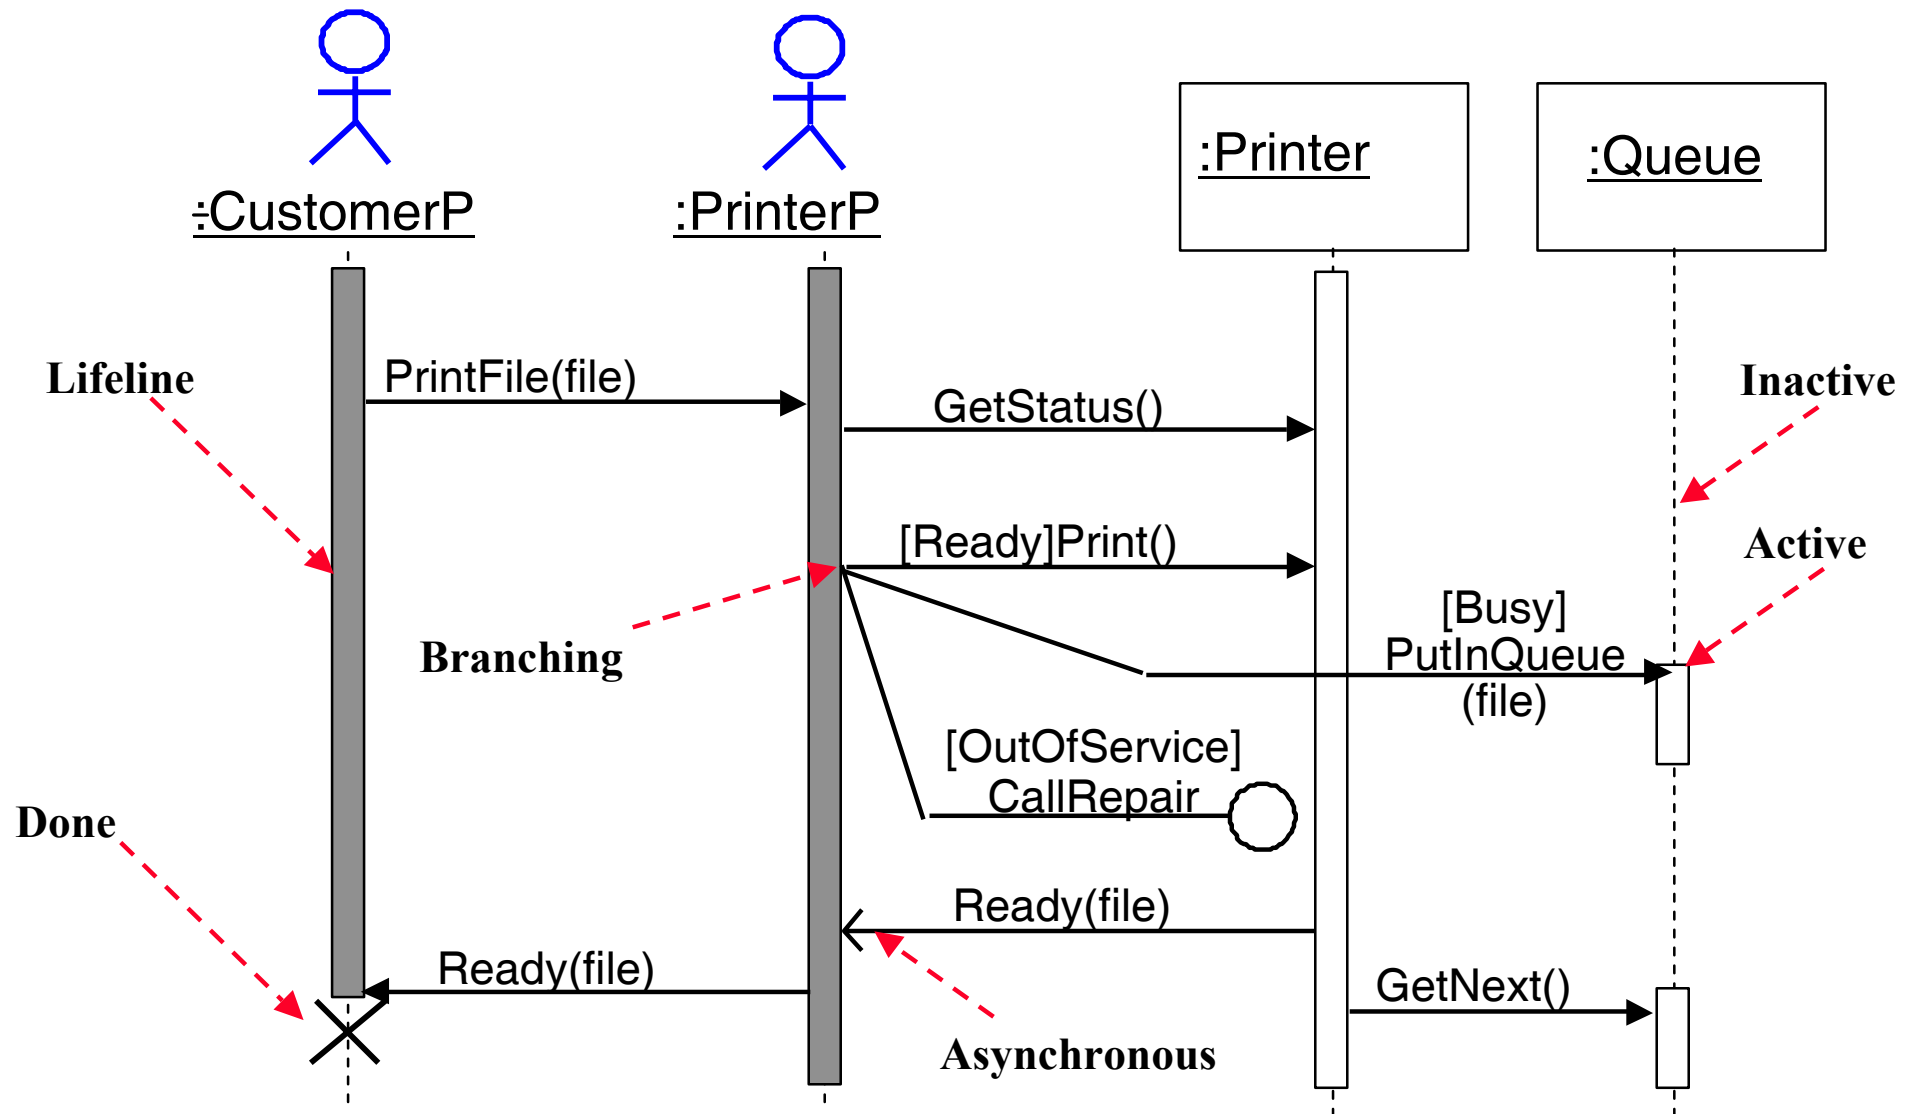 :CustomerP
:PrinterP
:Printer
:Queue
Lifeline
PrintFile(file)
GetStatus()
Inactive
[Ready]Print()
Active
Branching
[Busy]
PutInQueue
(file)
[OutOfService]
CallRepair
Done
Ready(file)
Ready(file)
GetNext()
Asynchronous